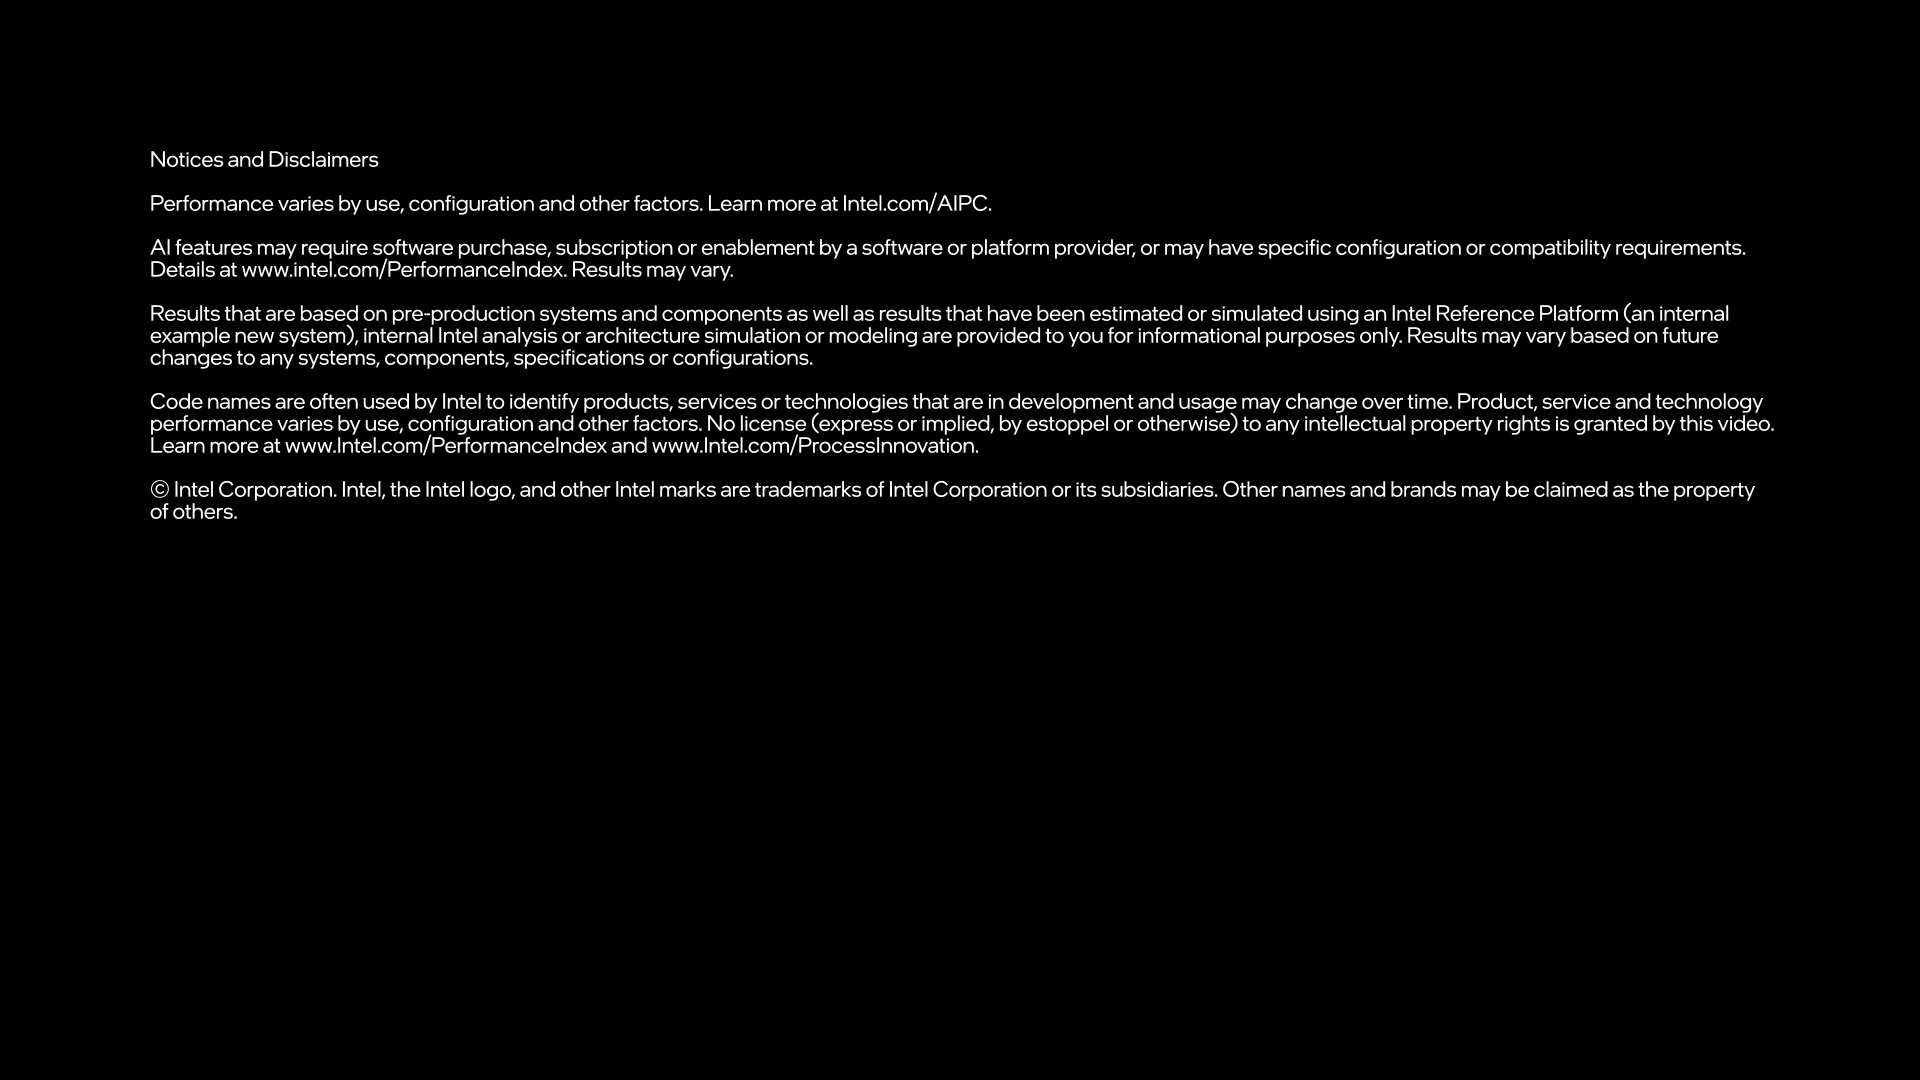 Notices and Disclaimers
Performance varies by use, configuration and other factors. Learn more at Intel.com/AIPC.
AI features may require software purchase, subscription or enablement by a software or platform provider, or may have specific configuration or compatibility requirements.
Details at www.intel.com/PerformanceIndex. Results may vary.
Results that are based on pre-production systems and components as well as results that have been estimated or simulated using an Intel Reference Platform (an internal
example new system), internal Intel analysis or architecture simulation or modeling are provided to you for informational purposes only. Results may vary based on future
changes to any systems, components, specifications or configurations.
Code names are often used by Intel to identify products, services or technologies that are in development and usage may change over time. Product, service and technology
performance varies by use, configuration and other factors. No license (express or implied, by estoppel or otherwise) to any intellectual property rights is granted by this video.
Learn more at www.Intel.com/PerformanceIndex and www.Intel.com/ProcessInnovation.
© Intel Corporation. Intel, the Intel logo, and other Intel marks are trademarks of Intel Corporation or its subsidiaries. Other names and brands may be claimed as the property
of others.